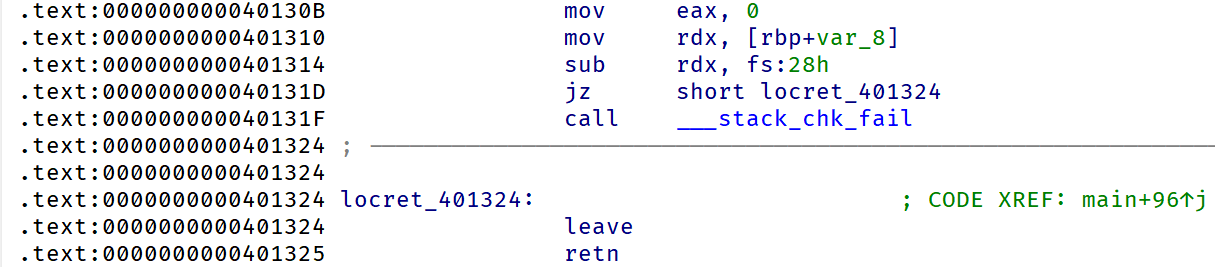 .text:000000000040130B mov eax, 0
.text:0000000000401310 mov rdx, [rbp+var_8]
.text:0000000000401314 sub rdx, fs:28h
.text:000000000040131D jz short locret_401324
.text:000000000040131F call ___stack_chk_fail
.text:0000000000401324 ; ───────────────────────────────────────
.text:0000000000401324
.text:0000000000401324 locret_401324: ; CODE XREF: main+96↑j
.text:0000000000401324 leave
.text:0000000000401325 retn